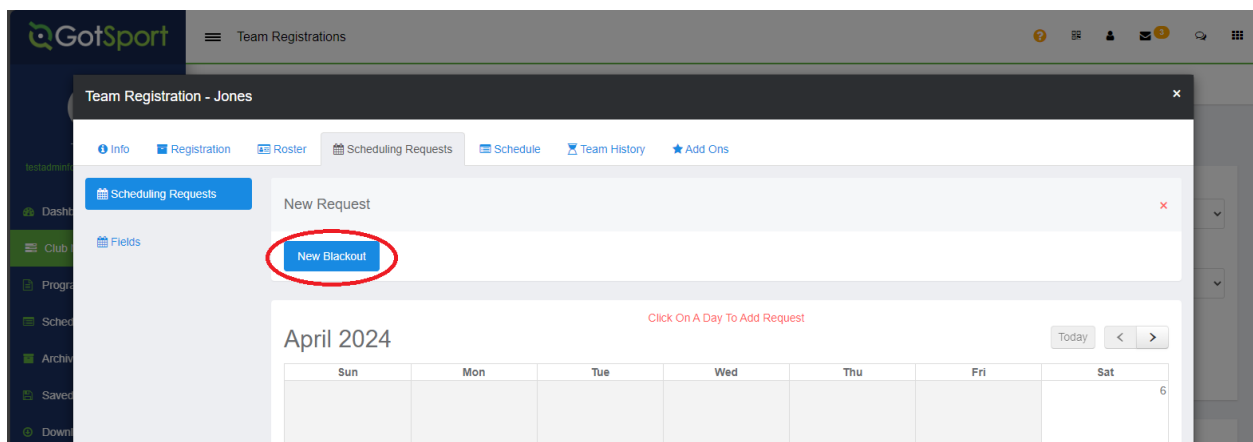 GotSport
Team Registrations
3
Team Registration - Jones
×
Info Registration Roster Scheduling Requests Schedule Team History Add Ons
testadminfo
Scheduling Requests
New Request
×
Dashb
Fields
Club
New Blackout
Progra
Sched
Click On A Day To Add Request
April 2024
Today < >
Archiv
Sun Mon Tue Wed Thu Fri Sat
6
Saved
Downl